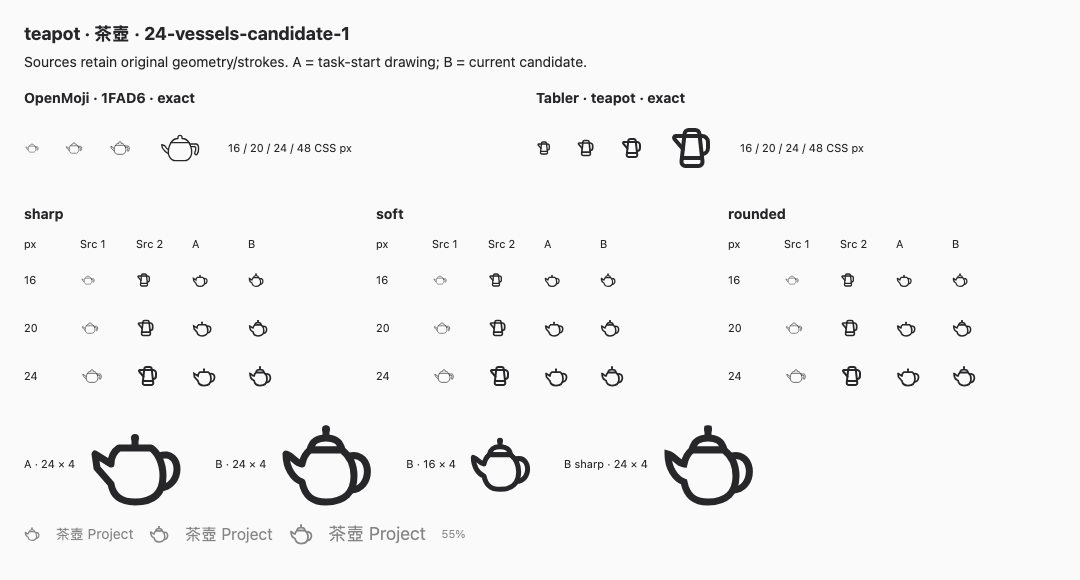 teapot · 茶壺 · 24-vessels-candidate-1
Sources retain original geometry/strokes. A = task-start drawing; B = current candidate.
OpenMoji · 1FAD6 · exact
Tabler · teapot · exact
16 / 20 / 24 / 48 CSS px
16 / 20 / 24 / 48 CSS px
sharp
soft
rounded
px Src 1 Src 2 A B
px Src 1 Src 2 A B
px Src 1 Src 2 A B
16
16
16
20
20
20
24
24
24
A · 24 × 4
B · 24 × 4
B · 16 × 4
B sharp · 24 × 4
茶壺 Project
茶壺 Project
茶壺 Project
55%